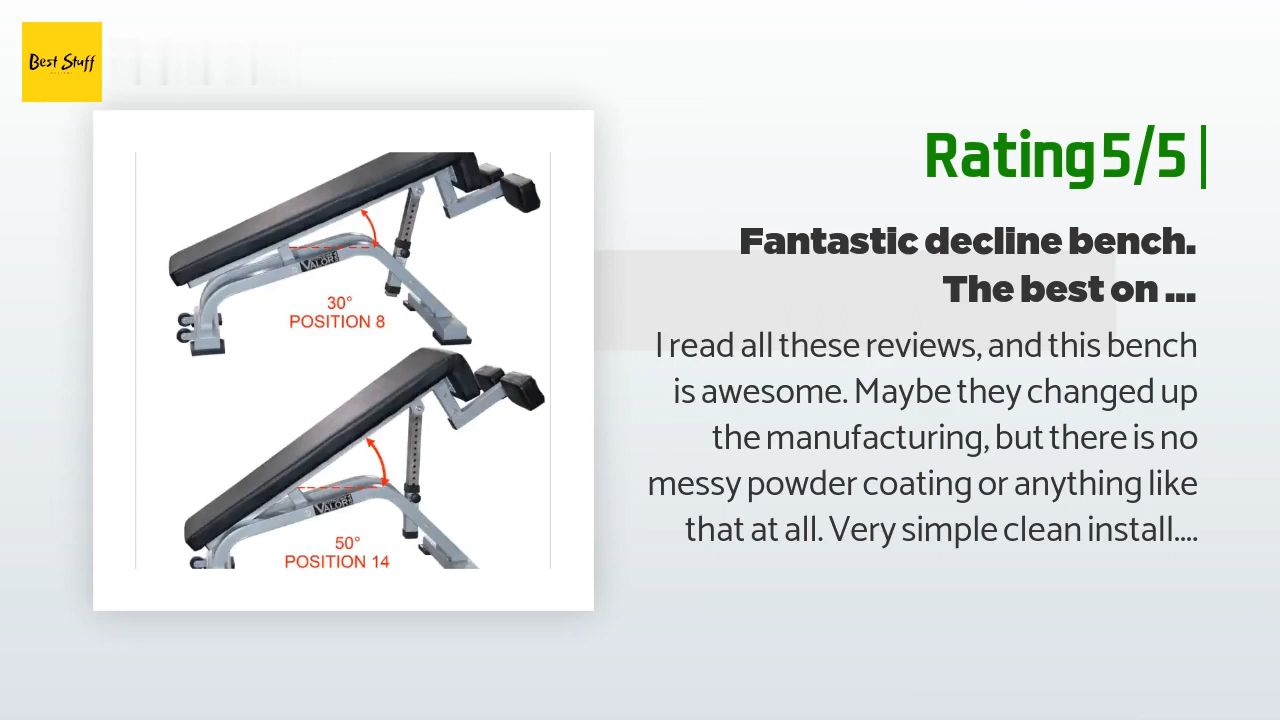 Best Stuff
Rating 5/5 |
Fantastic decline bench.
The best on ...
I read all these reviews, and this bench
is awesome. Maybe they changed up
the manufacturing, but there is no
messy powder coating or anything like
that at all. Very simple clean install....
VALOR
30°
POSITION 8
VALOR
50°
POSITION 14